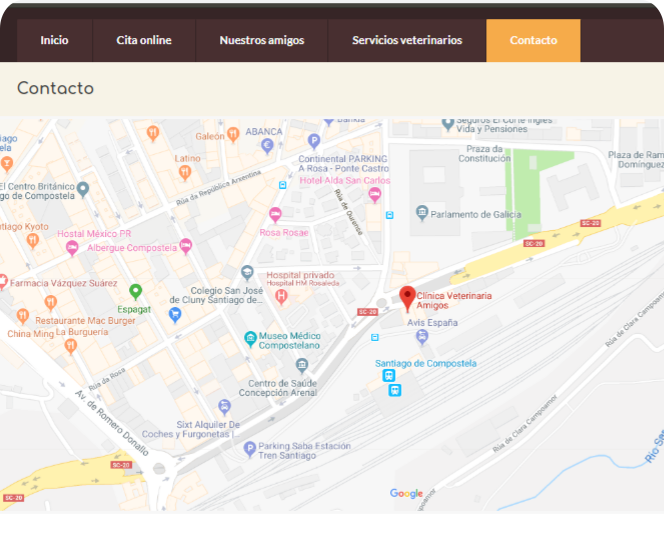 Inicio
Cita online
Nuestros amigos
Servicios veterinarios
Contacto
Contacto
Seguros El Corte Inglés
Vida y Pensiones
Galeón
ABANCA
Bankia
Latino
Continental PARKING
A Rosa - Ponte Castro
Hotel Alda San Carlos
Praza da
Constitución
Plaza de Ram
Domínguez
El Centro Británico
go de Compostela
Rúa da República Arxentina
Rúa de Ourense
Parlamento de Galicia
SC-20
tiago Kyoto
Hostal México PR
Albergue Compostela
Rosa Rosae
SC-20
Farmacia Vázquez Suárez
Colegio San José
de Cluny Santiago de...
Hospital privado
Hospital HM Rosaleda
Clínica Veterinaria
Amigos
Espagat
SC-20
Restaurante Mac Burger
China Ming
La Burguería
Avis España
Rúa de Clara Campoamor
Museo Médico
Compostelano
Santiago de Compostela
Rúa da Rosa
Centro de Saúde
Concepción Arenal
Av. de Romero Donallo
Sixt Alquiler De
Coches y Furgonetas |
Rúa de Clara Campoamor
Parking Saba Estación
Tren Santiago
SC-20
Río Sar
SC-20
Google